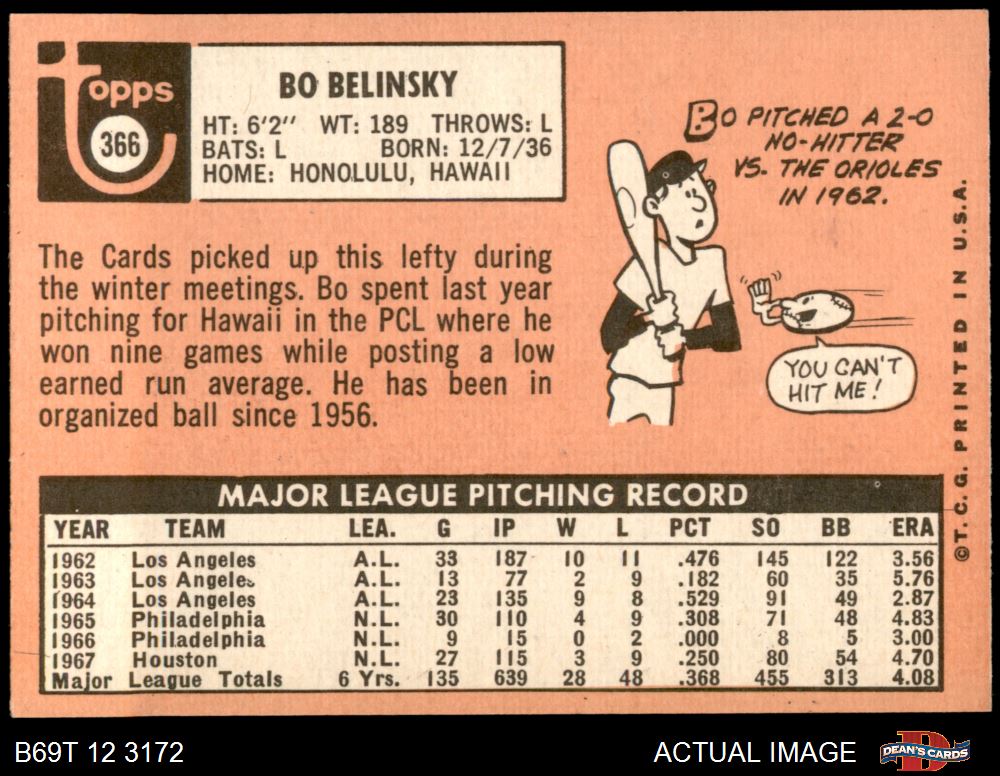 topps
366
BO BELINSKY
HT: 6'2" WT: 189 THROWS: L
BATS: L BORN: 12/7/36
HOME: HONOLULU, HAWAII
BO PITCHED A 2-0
NO-HITTER
VS. THE ORIOLES
IN 1962.
YOU CAN'T
HIT ME!
The Cards picked up this lefty during
the winter meetings. Bo spent last year
pitching for Hawaii in the PCL where he
won nine games while posting a low
earned run average. He has been in
organized ball since 1956.
MAJOR LEAGUE PITCHING RECORD
YEAR TEAM LEA. G IP W L PCT SO BB ERA
1962 Los Angeles A.L. 33 187 10 11 .476 145 122 3.56
1963 Los Angeles A.L. 13 77 2 9 .182 60 35 5.76
1964 Los Angeles A.L. 23 135 9 8 .529 91 49 2.87
1965 Philadelphia N.L. 30 110 4 9 .308 71 48 4.83
1966 Philadelphia N.L. 9 15 0 2 .000 8 5 3.00
1967 Houston N.L. 27 115 3 9 .250 80 54 4.70
Major League Totals 6 Yrs. 135 639 28 48 .368 455 313 4.08
©T.C.G. PRINTED IN U.S.A.
B69T 12 3172
ACTUAL IMAGE
DEAN'S CARDS